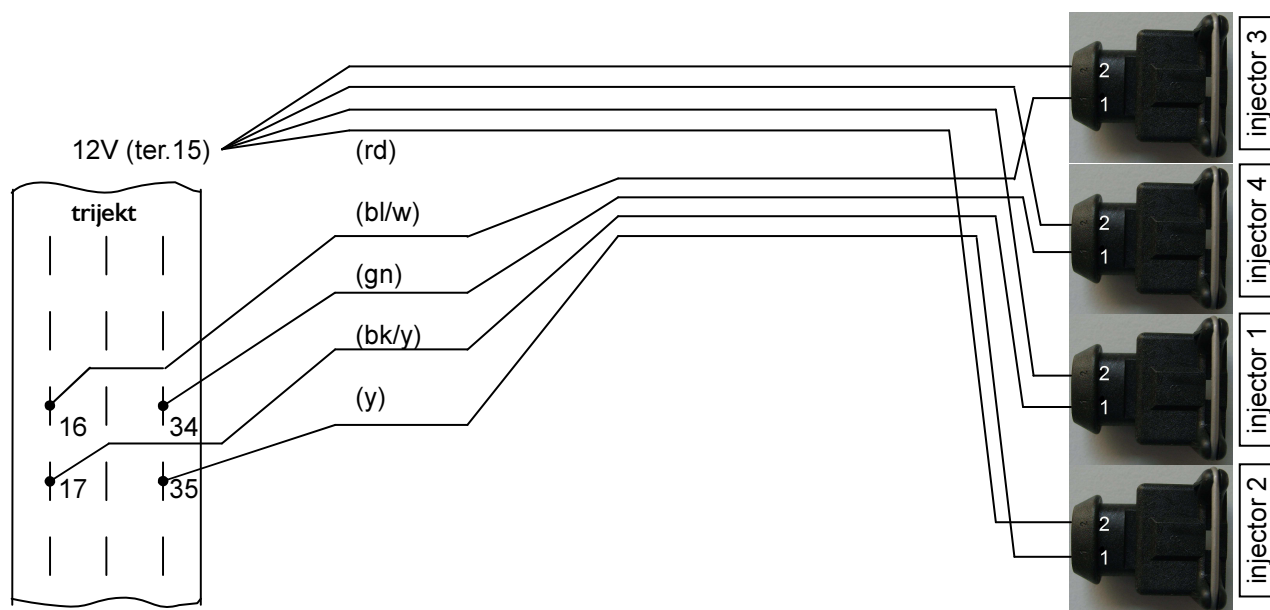 injector 3
2
1
12V (ter.15)
(rd)
trijekt
(bl/w)
injector 4
2
1
(gn)
(bk/y)
injector 1
2
1
(y)
16
34
17
35
injector 2
2
1